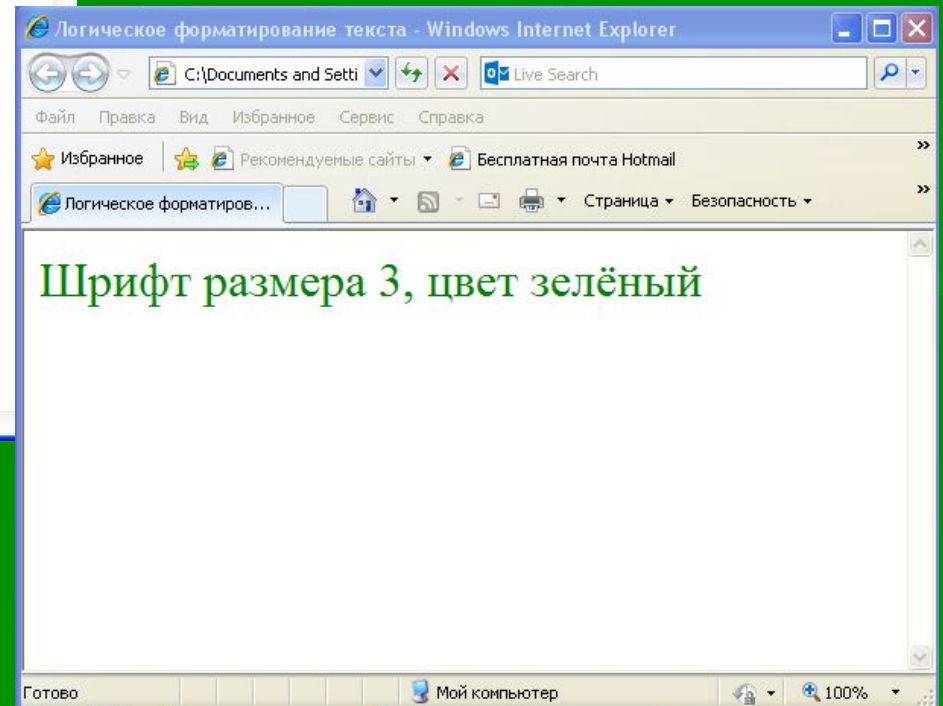 Логическое форматирование текста - Windows Internet Explorer
C:\Documents and Setti Live Search
Файл Правка Вид Избранное Сервис Справка
Избранное Рекомендуемые сайты Бесплатная почта Hotmail
Логическое форматиров... Страница Безопасность
Шрифт размера 3, цвет зелёный
Готово Мой компьютер 100%